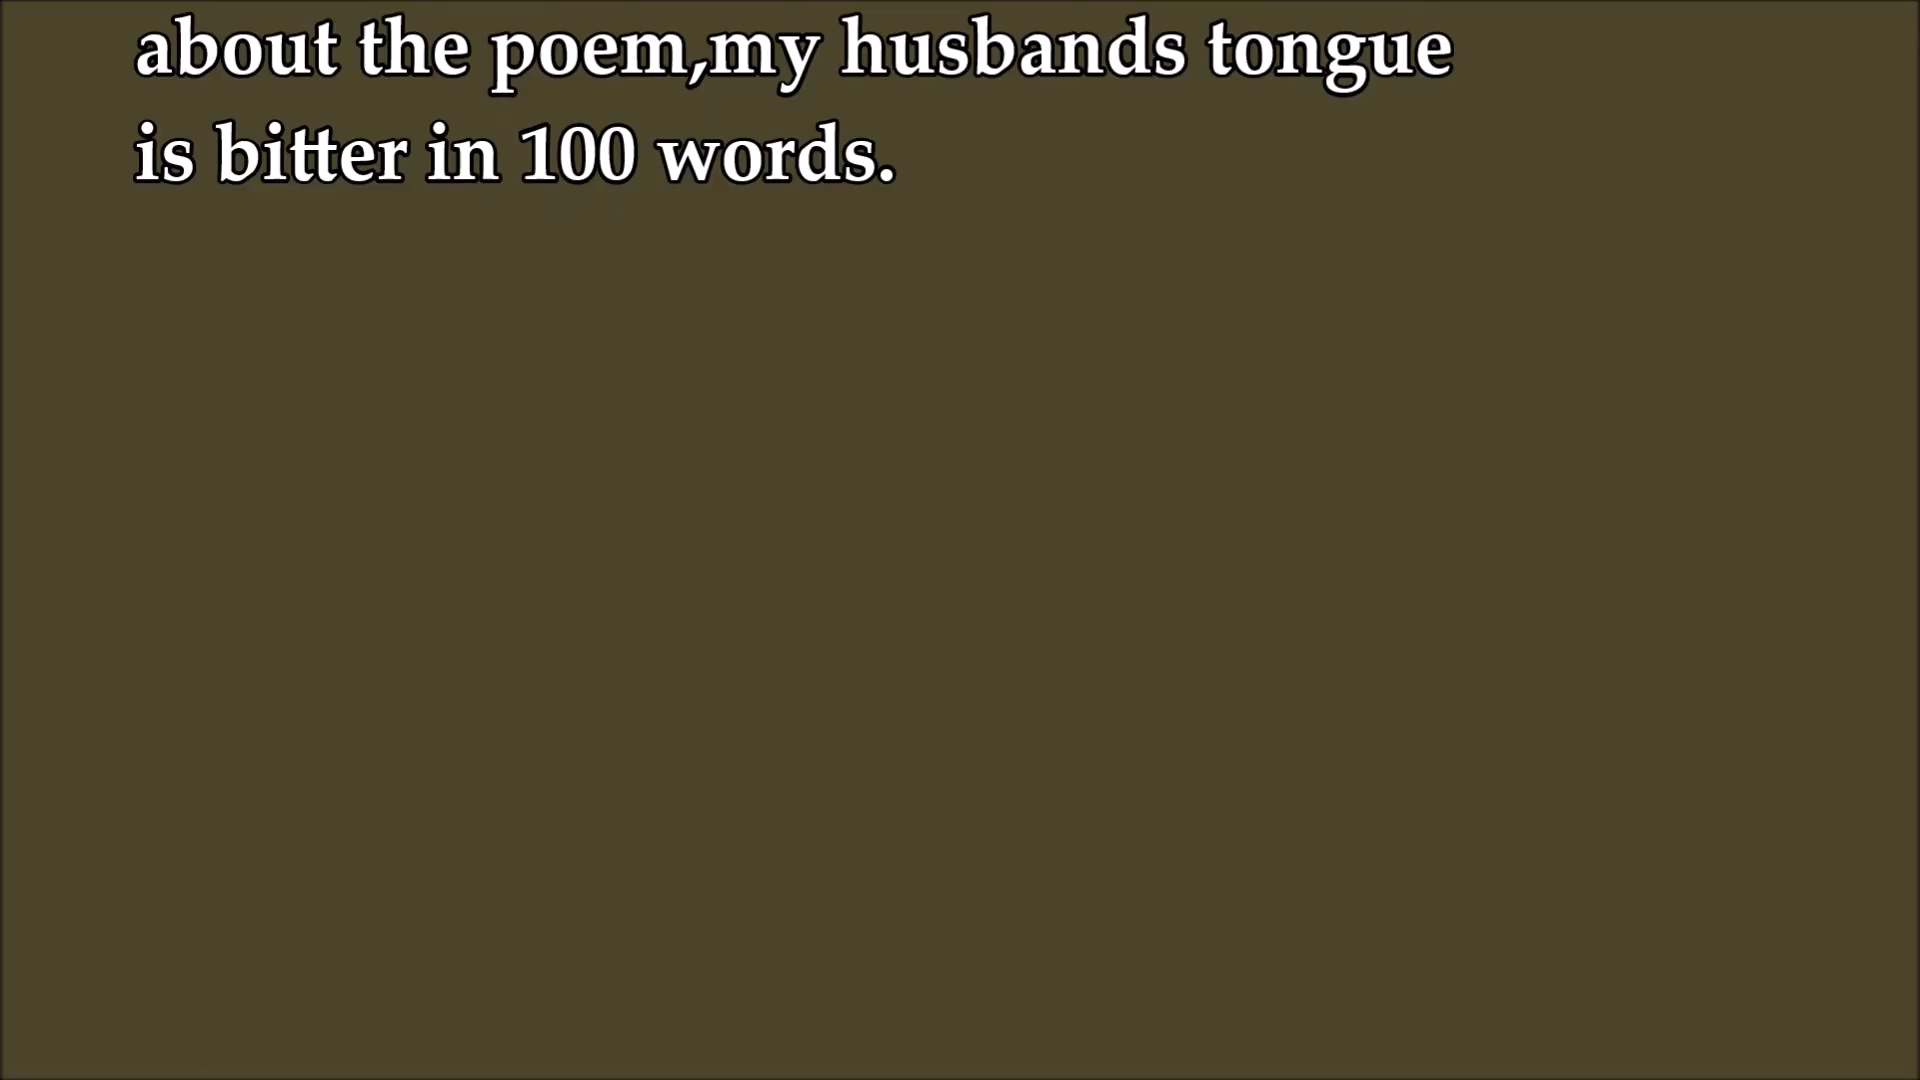 about the poem,my husbands tongue
is bitter in 100 words.